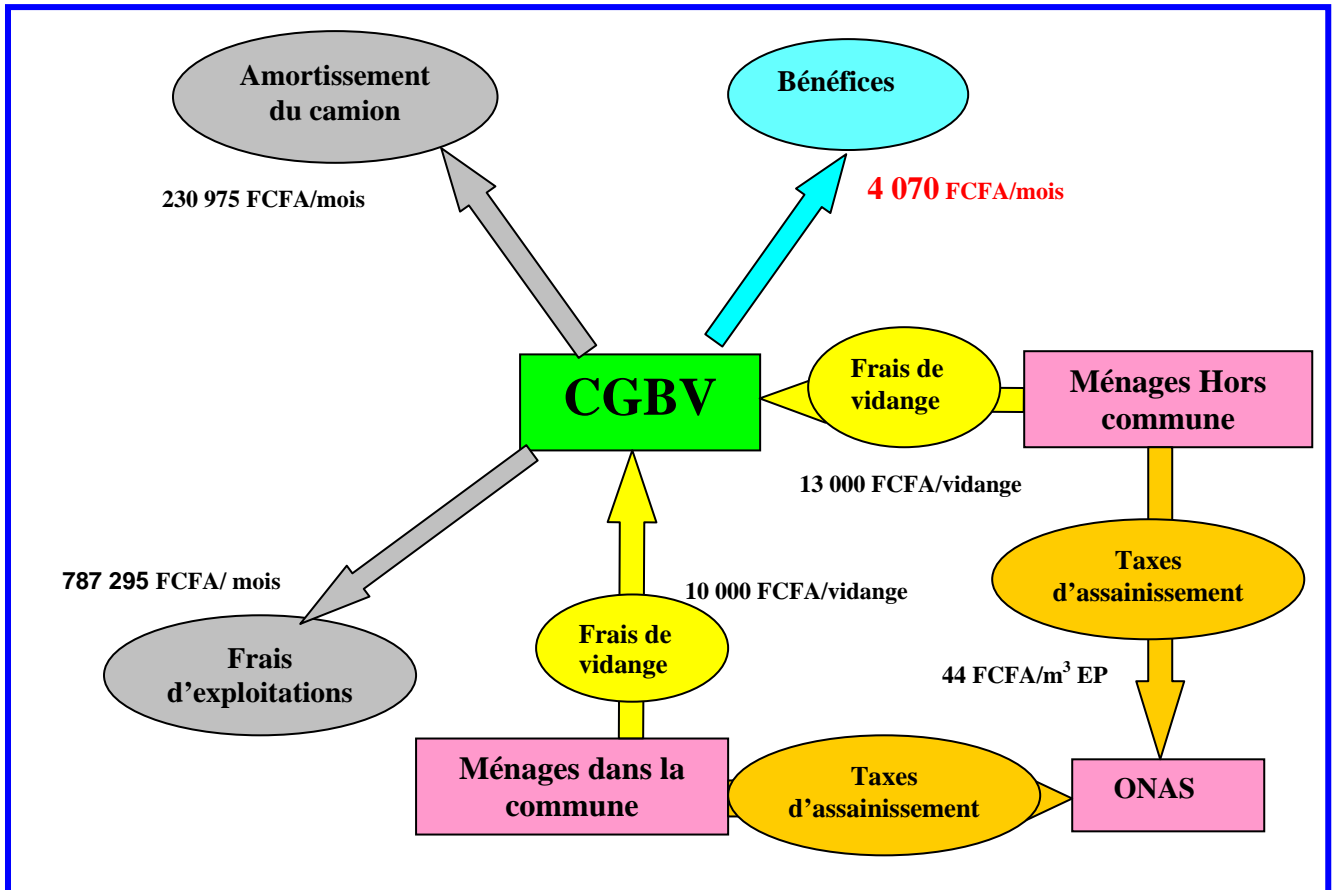 Amortissement
du camion
Bénéfices
230 975 FCFA/mois
4 070 FCFA/mois
CGBV
Frais de
vidange
Ménages Hors
commune
13 000 FCFA/vidange
787 295 FCFA/ mois
10 000 FCFA/vidange
Taxes
d’assainissement
Frais
d’exploitations
Frais de
vidange
44 FCFA/m³ EP
Ménages dans la
commune
Taxes
d’assainissement
ONAS